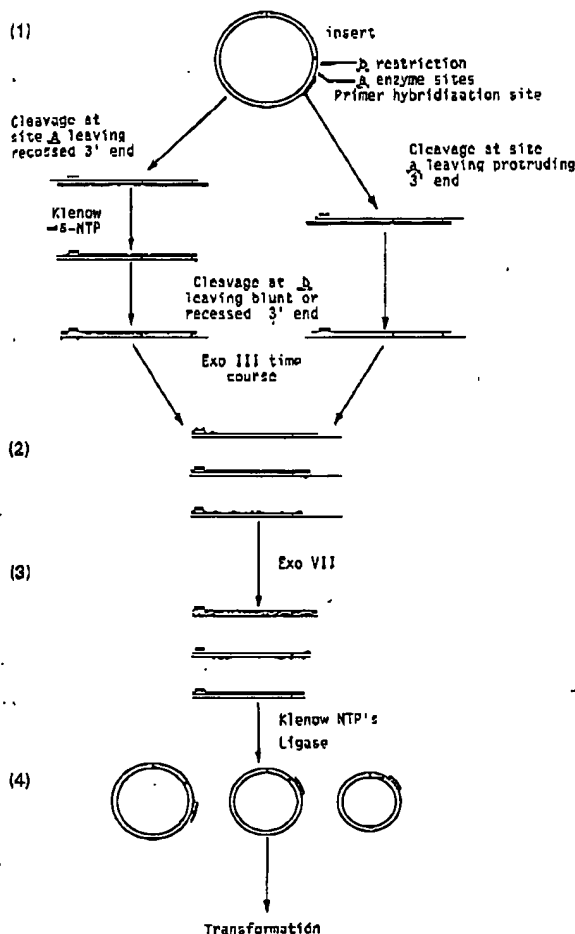 (1)
insert
b restriction
a enzyme sites
Primer hybridization site
Cleavage at
site a leaving
recossed 3' end
Cleavage at site
a leaving protruding
3' end
Klenow
-s-NTP
Cleavage at b
leaving blunt or
recessed 3' end
Exo III time
course
(2)
Exo VII
(3)
Klenow NTP's
Ligase
(4)
Transformation